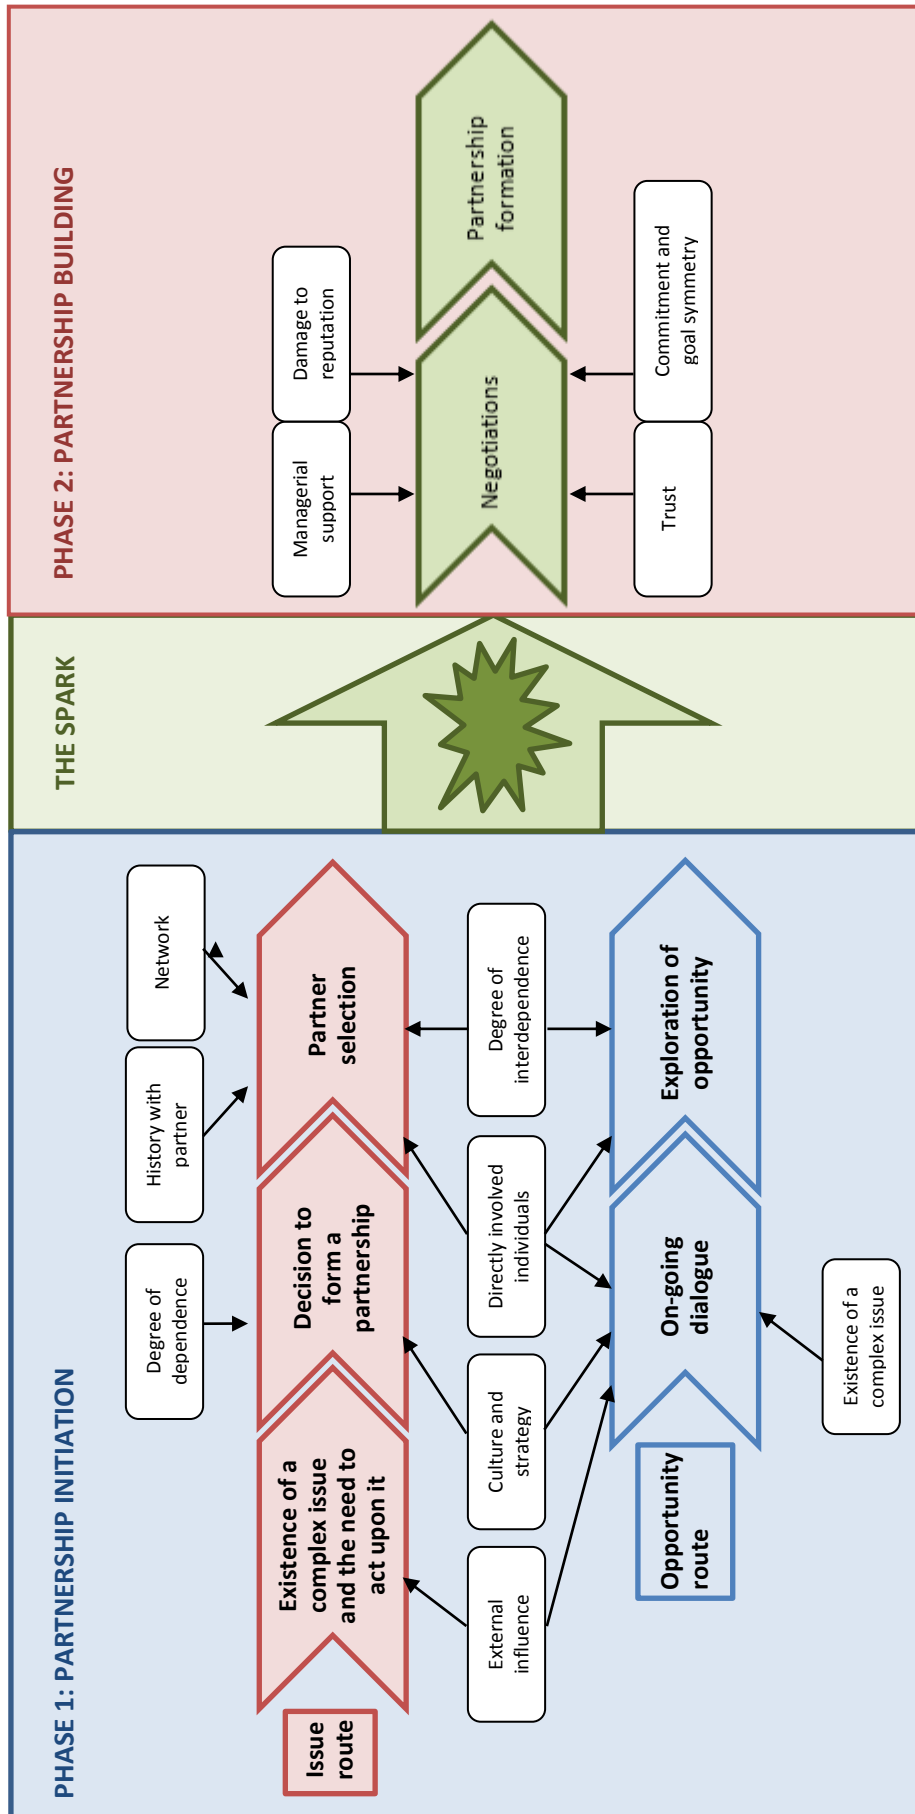 PHASE 1: PARTNERSHIP INITIATION
THE SPARK
PHASE 2: PARTNERSHIP BUILDING
Degree of
dependence
History with
partner
Network
Issue
route
Existence of a
complex issue
and the need to
act upon it
Decision to
form a
partnership
Partner
selection
External
influence
Culture and
strategy
Directly involved
individuals
Degree of
interdependence
Opportunity
route
On-going
dialogue
Exploration of
opportunity
Existence of a
complex issue
Managerial
support
Damage to
reputation
Negotiations
Partnership
formation
Trust
Commitment and
goal symmetry